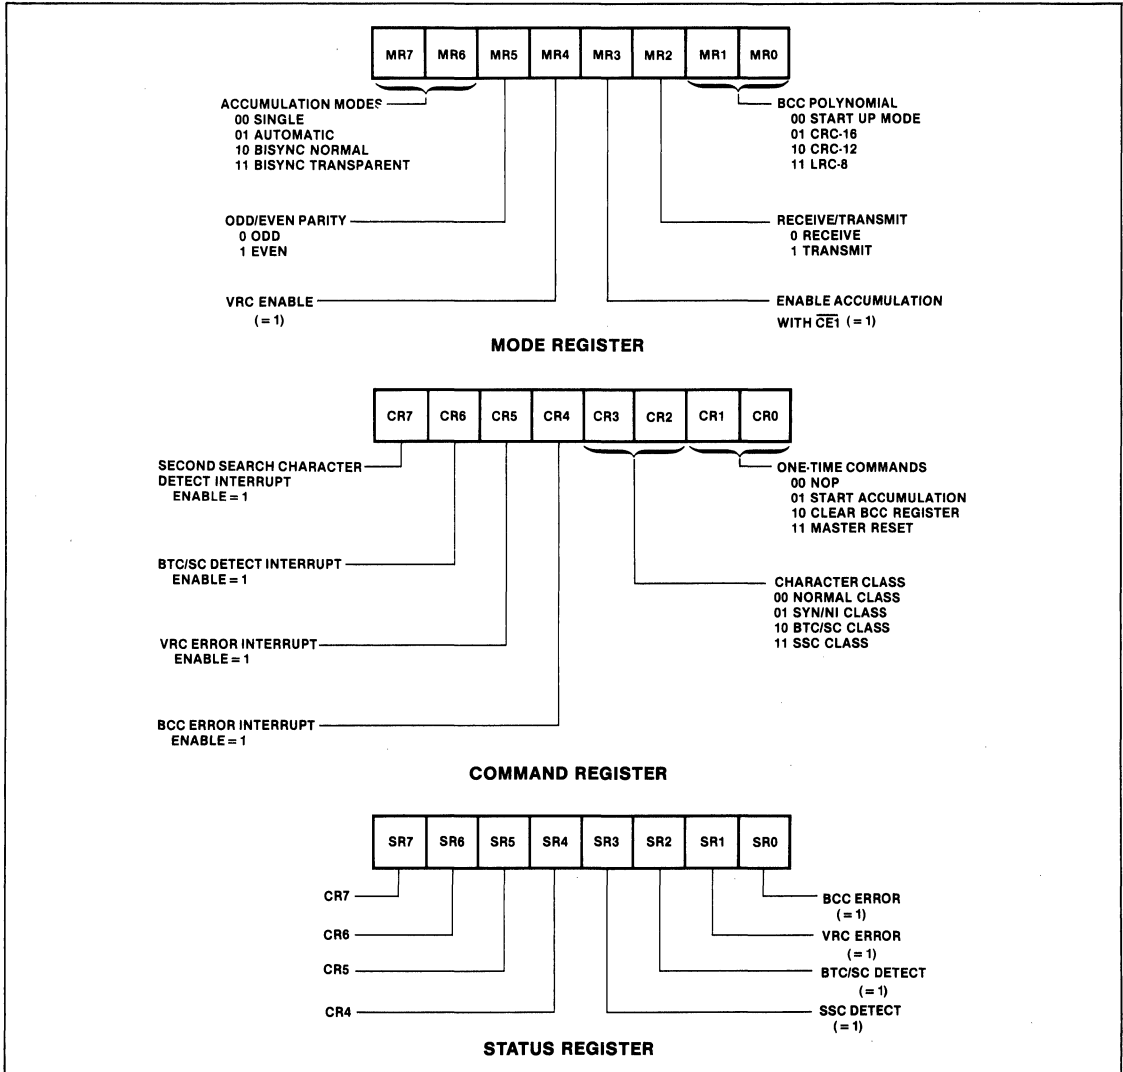 MR7 MR6 MR5 MR4 MR3 MR2 MR1 MR0
ACCUMULATION MODES
00 SINGLE
01 AUTOMATIC
10 BISYNC NORMAL
11 BISYNC TRANSPARENT
BCC POLYNOMIAL
00 START UP MODE
01 CRC-16
10 CRC-12
11 LRC-8
ODD/EVEN PARITY
0 ODD
1 EVEN
RECEIVE/TRANSMIT
0 RECEIVE
1 TRANSMIT
VRC ENABLE
(= 1)
ENABLE ACCUMULATION
WITH C̅E̅1̅ (= 1)
MODE REGISTER
CR7 CR6 CR5 CR4 CR3 CR2 CR1 CR0
SECOND SEARCH CHARACTER
DETECT INTERRUPT
ENABLE = 1
ONE-TIME COMMANDS
00 NOP
01 START ACCUMULATION
10 CLEAR BCC REGISTER
11 MASTER RESET
BTC/SC DETECT INTERRUPT
ENABLE = 1
CHARACTER CLASS
00 NORMAL CLASS
01 SYN/NI CLASS
10 BTC/SC CLASS
11 SSC CLASS
VRC ERROR INTERRUPT
ENABLE = 1
BCC ERROR INTERRUPT
ENABLE = 1
COMMAND REGISTER
SR7 SR6 SR5 SR4 SR3 SR2 SR1 SR0
CR7
CR6
CR5
CR4
BCC ERROR
(= 1)
VRC ERROR
(= 1)
BTC/SC DETECT
(= 1)
SSC DETECT
(= 1)
STATUS REGISTER